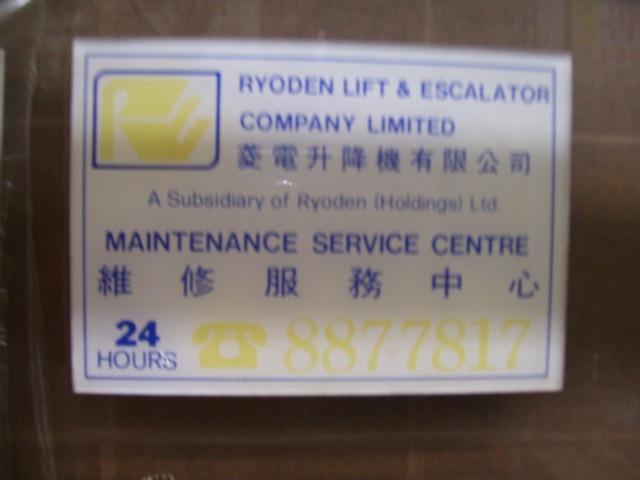 RYODEN LIFT & ESCALATOR
COMPANY LIMITED
菱電升降機有限公司
A Subsidiary of Ryoden (Holdings) Ltd.
MAINTENANCE SERVICE CENTRE
維修服務中心
24 HOURS 8877817